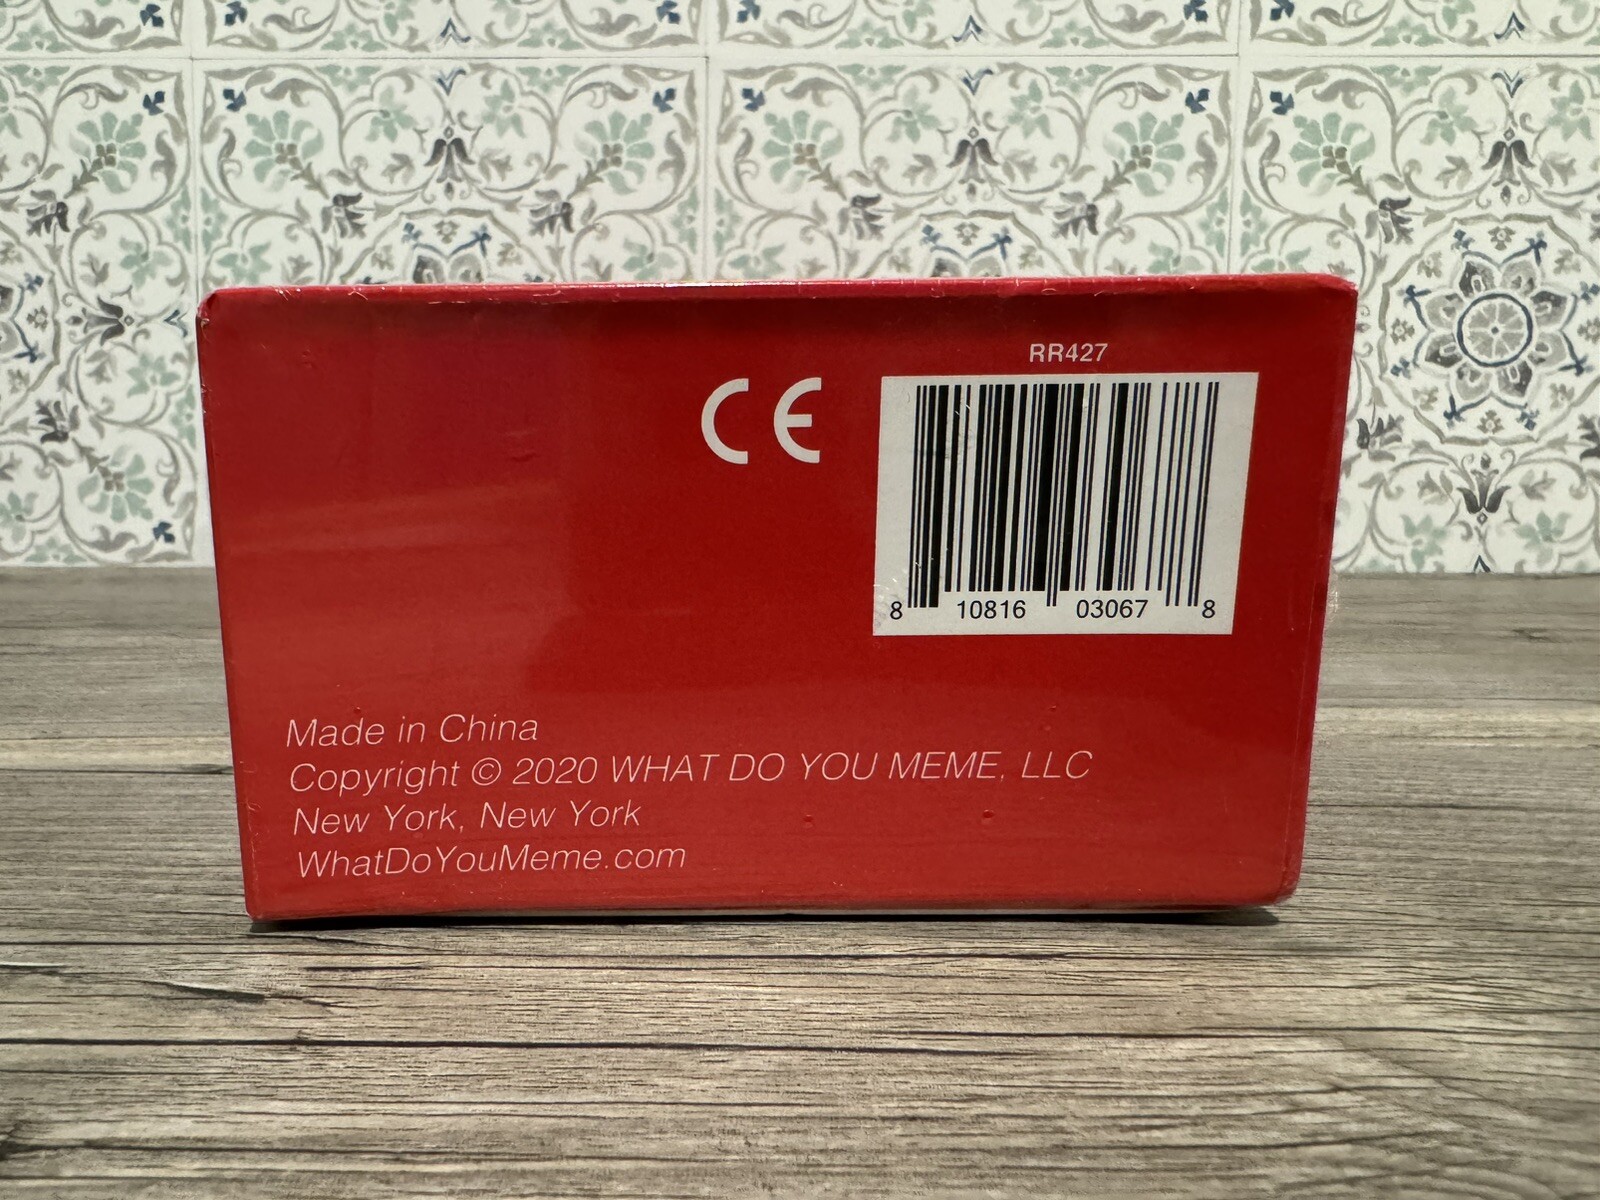 RR427
CE
8 10816 03067 8
Made in China
Copyright © 2020 WHAT DO YOU MEME, LLC
New York, New York
WhatDoYouMeme.com